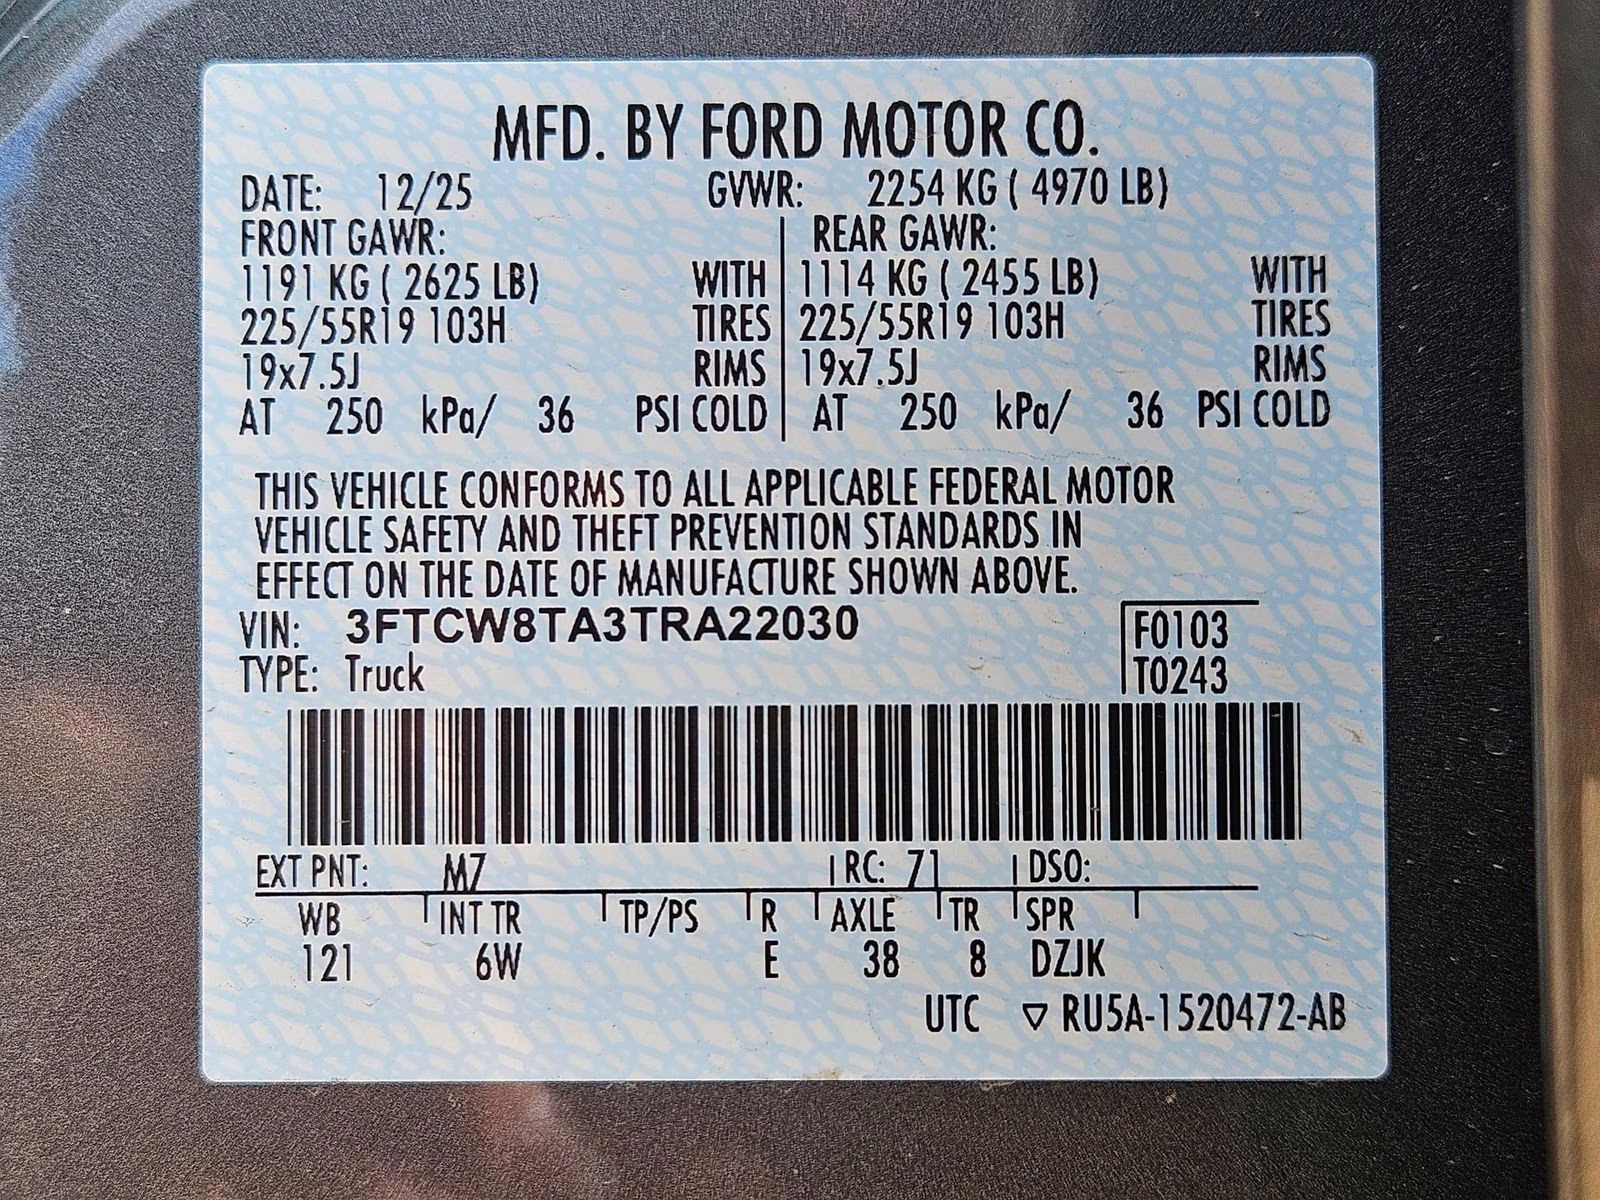 MFD. BY FORD MOTOR CO.
DATE: 12/25 GVWR: 2254 KG ( 4970 LB)
FRONT GAWR: REAR GAWR:
1191 KG ( 2625 LB) WITH 1114 KG ( 2455 LB) WITH
225/55R19 103H TIRES 225/55R19 103H TIRES
19x7.5J RIMS 19x7.5J RIMS
AT 250 kPa/ 36 PSI COLD AT 250 kPa/ 36 PSI COLD
THIS VEHICLE CONFORMS TO ALL APPLICABLE FEDERAL MOTOR
VEHICLE SAFETY AND THEFT PREVENTION STANDARDS IN
EFFECT ON THE DATE OF MANUFACTURE SHOWN ABOVE.
VIN: 3FTCW8TA3TRA22030 F0103
TYPE: Truck T0243
EXT PNT: M7 RC: 71 DSO:
WB INT TR TP/PS R AXLE TR SPR
121 6W E 38 8 DZJK
UTC ▽ RU5A-1520472-AB